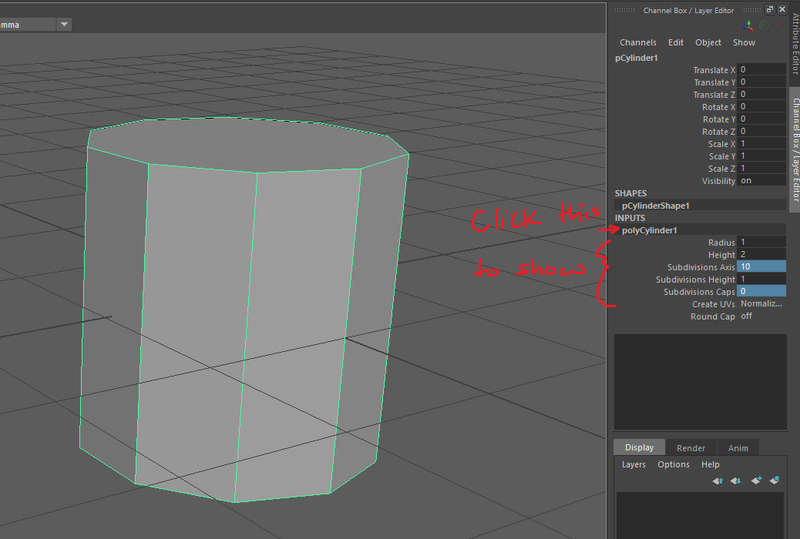 mma
Channel Box / Layer Editor
Channels Edit Object Show
pCylinder1
Translate X 0
Translate Y 0
Translate Z 0
Rotate X 0
Rotate Y 0
Rotate Z 0
Scale X 1
Scale Y 1
Scale Z 1
Visibility on
SHAPES
pCylinderShape1
INPUTS
polyCylinder1
Radius 1
Height 2
Subdivisions Axis 10
Subdivisions Height 1
Subdivisions Caps 0
Create UVs Normaliz...
Round Cap off
Click this
to show
Display Render Anim
Layers Options Help
Attribute Editor
Channel Box / Layer Editor